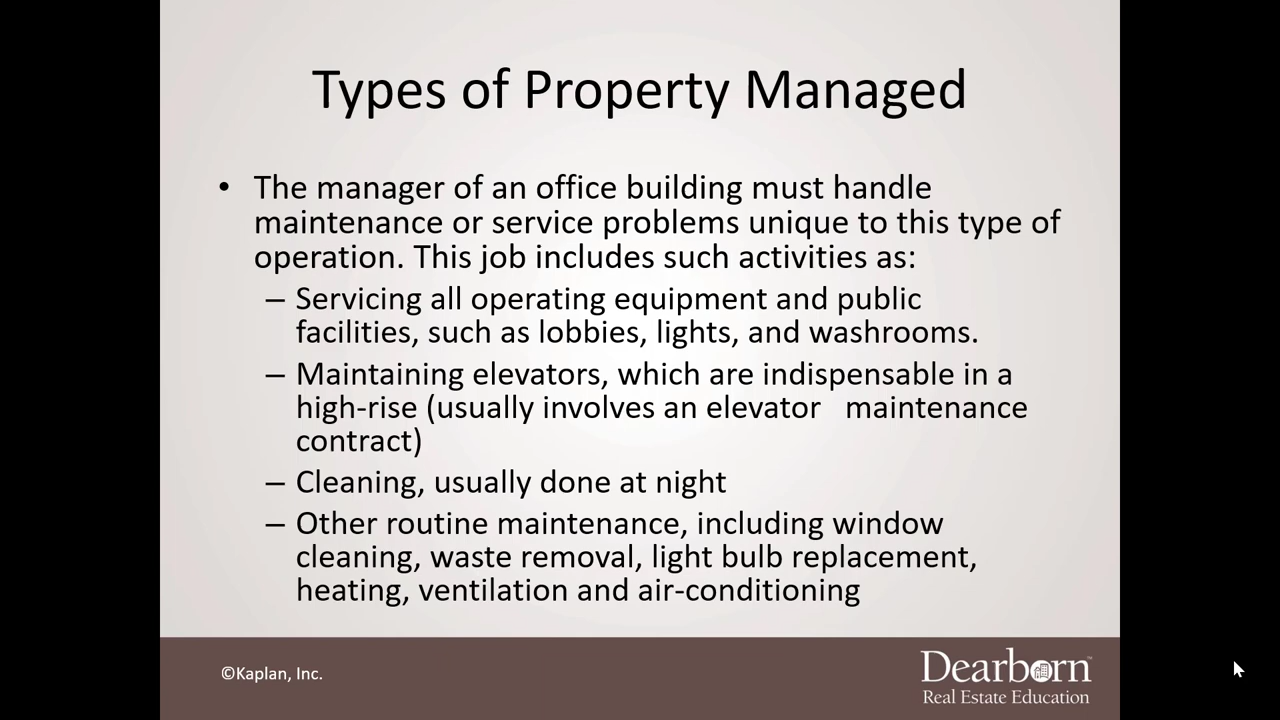 Types of Property Managed
• The manager of an office building must handle
maintenance or service problems unique to this type of
operation. This job includes such activities as:
– Servicing all operating equipment and public
facilities, such as lobbies, lights, and washrooms.
– Maintaining elevators, which are indispensable in a
high-rise (usually involves an elevator   maintenance
contract)
– Cleaning, usually done at night
– Other routine maintenance, including window
cleaning, waste removal, light bulb replacement,
heating, ventilation and air-conditioning
©Kaplan, Inc.
Dearborn™
Real Estate Education